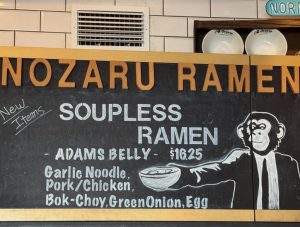 NOR
NOZARU RAMEN
New
Items
SOUPLESS
RAMEN
- ADAMS BELLY - $16.25
Garlic Noodle,
Pork/Chicken,
Bok-Choy, Green Onion, Egg